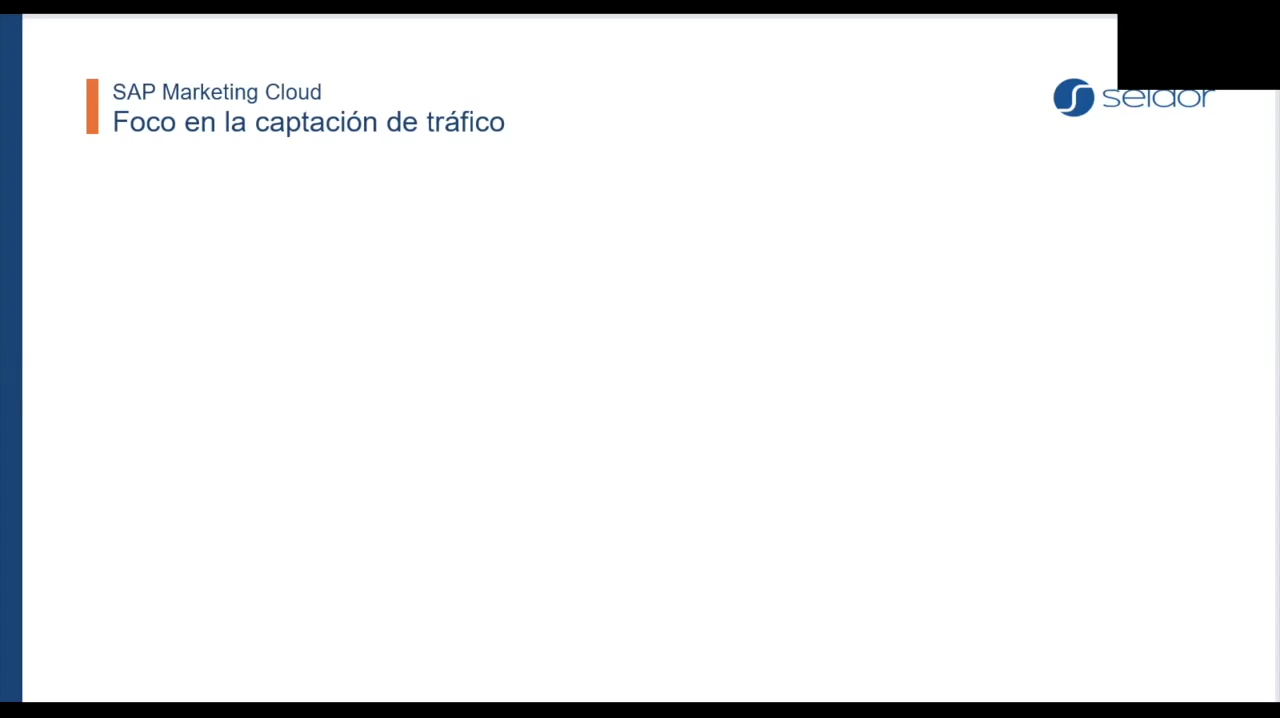 SAP Marketing Cloud
Foco en la captación de tráfico
seidor